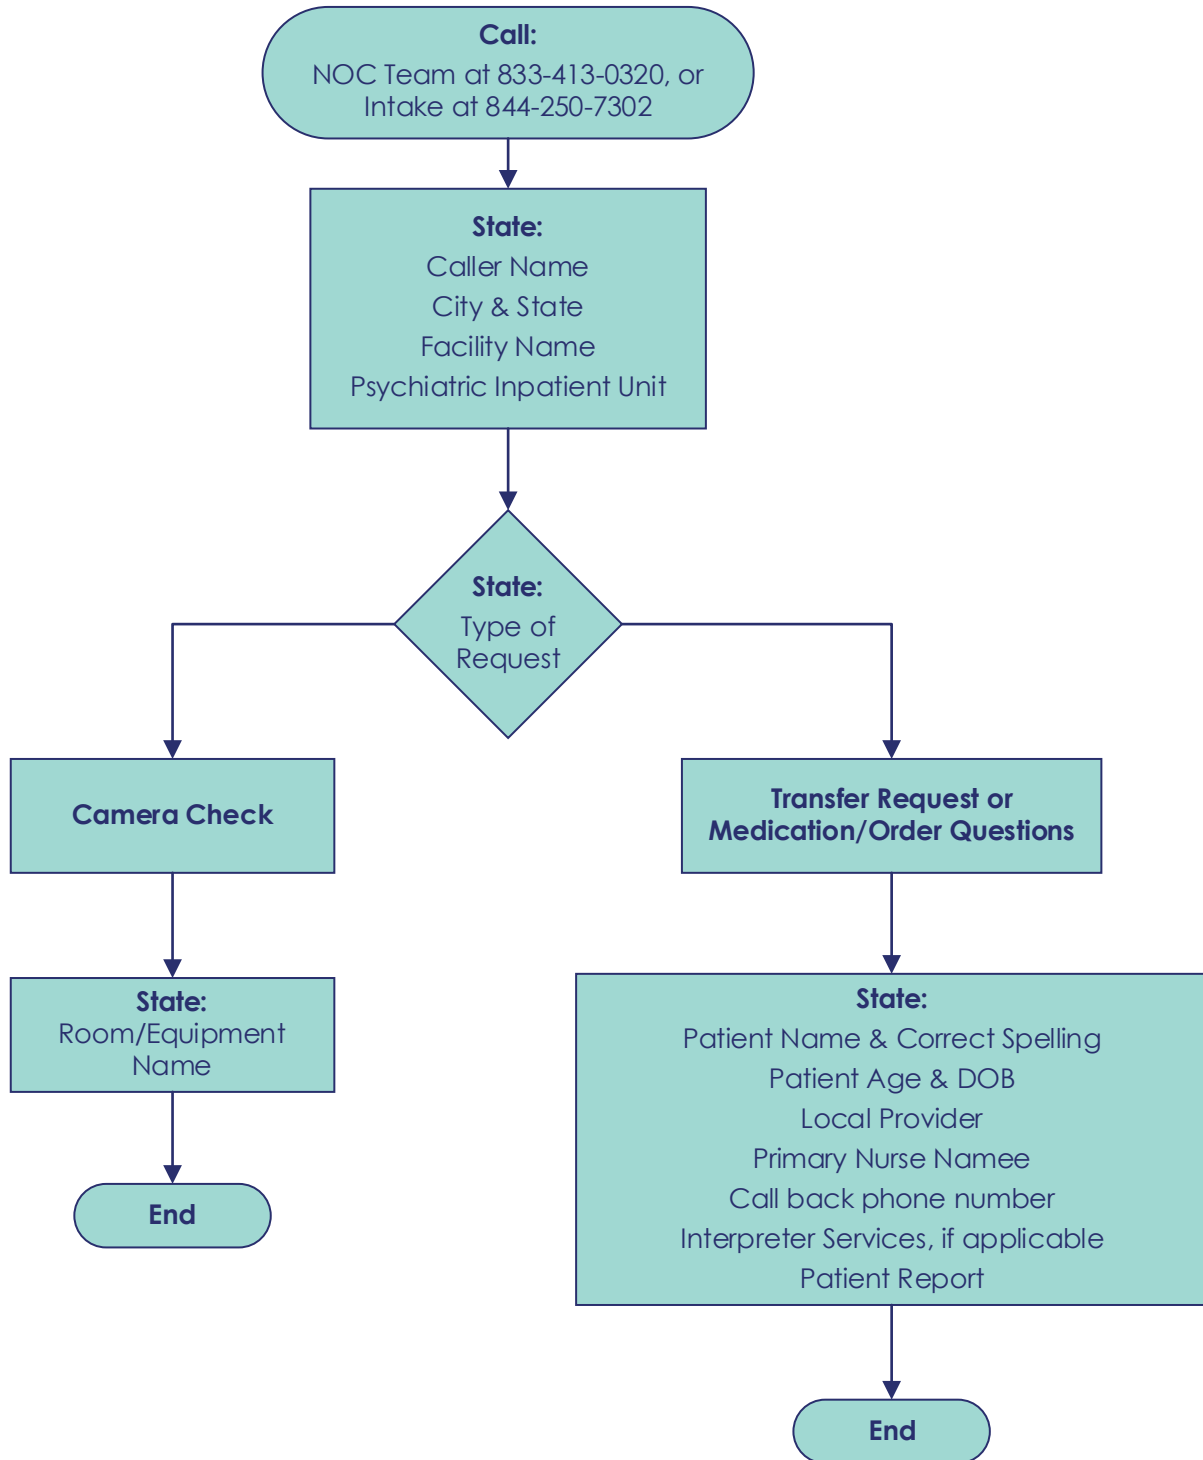 Call:
NOC Team at 833-413-0320, or
Intake at 844-250-7302
State:
Caller Name
City & State
Facility Name
Psychiatric Inpatient Unit
State:
Type of
Request
Camera Check
Transfer Request or
Medication/Order Questions
State:
Room/Equipment
Name
End
State:
Patient Name & Correct Spelling
Patient Age & DOB
Local Provider
Primary Nurse Namee
Call back phone number
Interpreter Services, if applicable
Patient Report
End